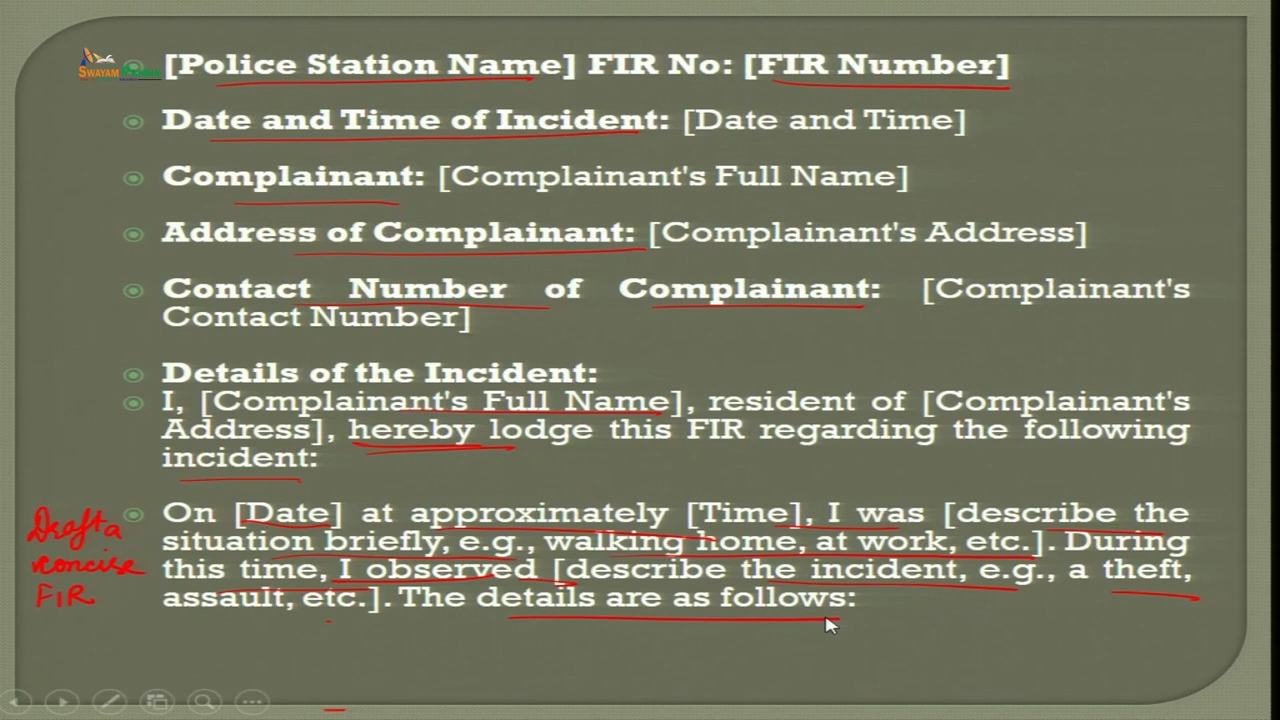 SWAYAM PRABHA
[Police Station Name] FIR No: [FIR Number]
Date and Time of Incident: [Date and Time]
Complainant: [Complainant's Full Name]
Address of Complainant: [Complainant's Address]
Contact Number of Complainant: [Complainant's
Contact Number]
Details of the Incident:
I, [Complainant's Full Name], resident of [Complainant's
Address], hereby lodge this FIR regarding the following
incident:
On [Date] at approximately [Time], I was [describe the
situation briefly, e.g., walking home, at work, etc.]. During
this time, I observed [describe the incident, e.g., a theft,
assault, etc.]. The details are as follows:
Draft a
concise
FIR